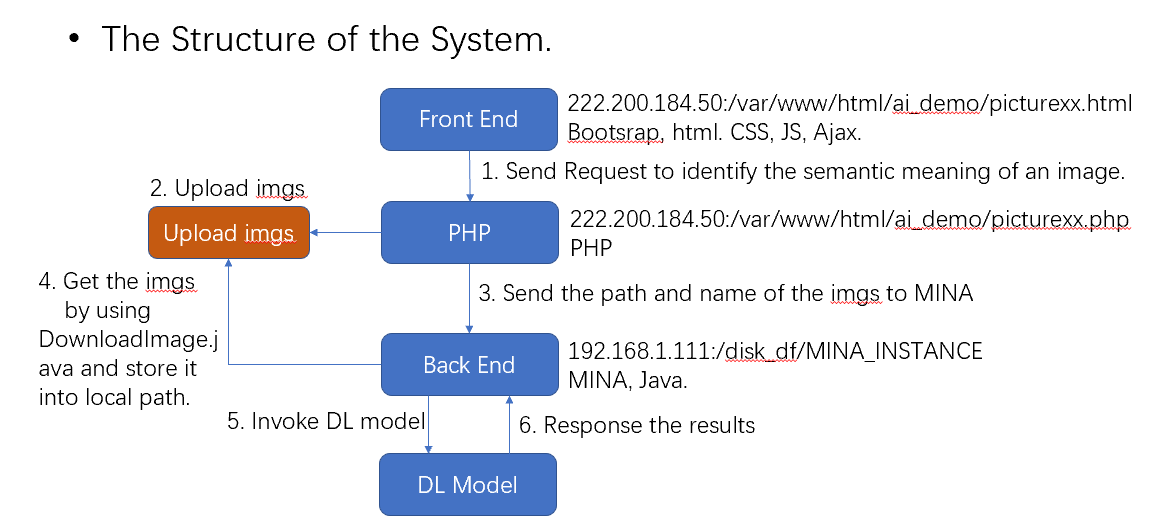 • The Structure of the System.
Front End
222.200.184.50:/var/www/html/ai_demo/picturexx.html
Bootsrap, html. CSS, JS, Ajax.
1. Send Request to identify the semantic meaning of an image.
2. Upload imgs
Upload imgs
PHP
222.200.184.50:/var/www/html/ai_demo/picturexx.php
PHP
3. Send the path and name of the imgs to MINA
4. Get the imgs
by using
DownloadImage.j
ava and store it
into local path.
Back End
192.168.1.111:/disk_df/MINA_INSTANCE
MINA, Java.
5. Invoke DL model
6. Response the results
DL Model